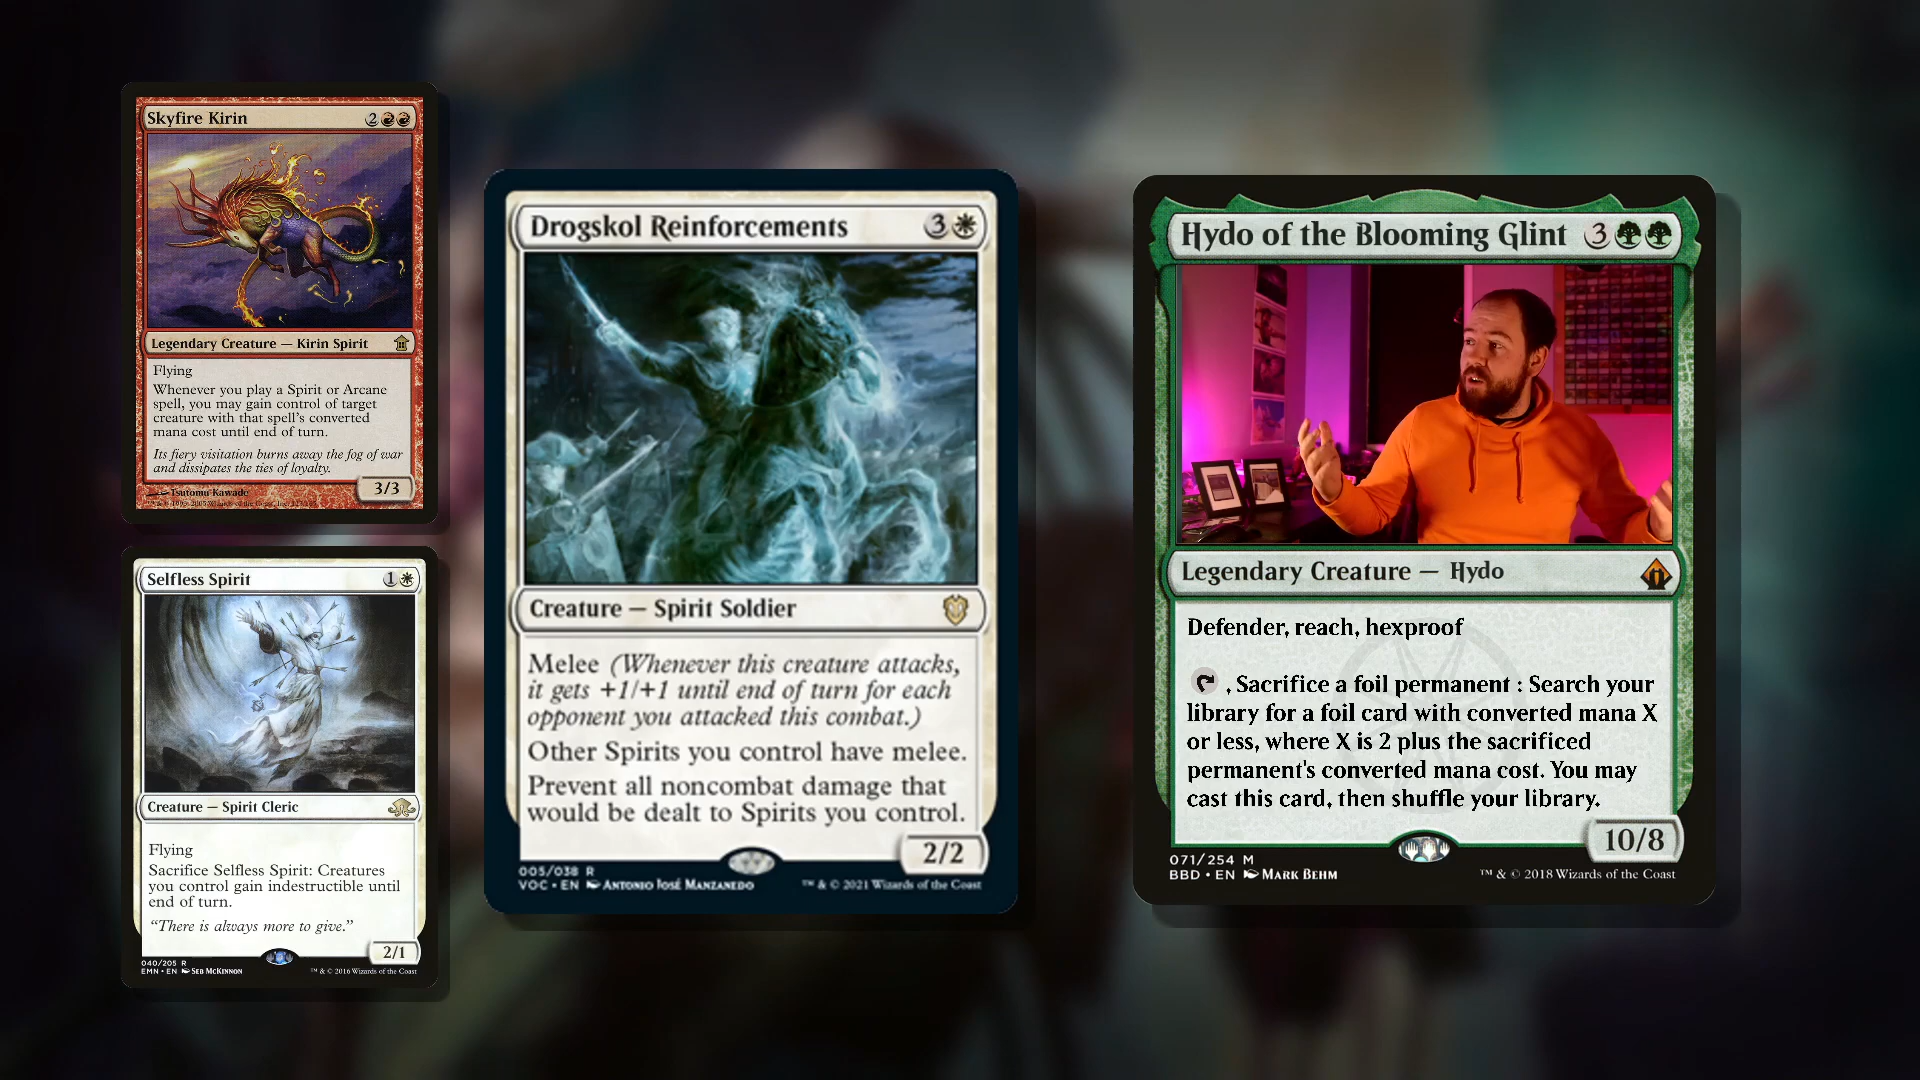 Skyfire Kirin
2
Legendary Creature — Kirin Spirit
Flying
Whenever you play a Spirit or Arcane
spell, you may gain control of target
creature with that spell's converted
mana cost until end of turn.
Its fiery visitation burns away the fog of war
and dissipates the ties of loyalty.
3/3
Tsutomu Kawade
Selfless Spirit
1
Creature — Spirit Cleric
Flying
Sacrifice Selfless Spirit: Creatures
you control gain indestructible until
end of turn.
“There is always more to give.”
2/1
040/205 R
EMN • EN Seb McKinnon
™ & © 2016 Wizards of the Coast
Drogskol Reinforcements
3
Creature — Spirit Soldier
Melee (Whenever this creature attacks,
it gets +1/+1 until end of turn for each
opponent you attacked this combat.)
Other Spirits you control have melee.
Prevent all noncombat damage that
would be dealt to Spirits you control.
2/2
005/038 R
VOC • EN Antonio José Manzanedo
™ & © 2021 Wizards of the Coast
Hydo of the Blooming Glint
3
Legendary Creature — Hydo
Defender, reach, hexproof
, Sacrifice a foil permanent : Search your
library for a foil card with converted mana X
or less, where X is 2 plus the sacrificed
permanent's converted mana cost. You may
cast this card, then shuffle your library.
10/8
071/254 M
BBD • EN Mark Behm
™ & © 2018 Wizards of the Coast